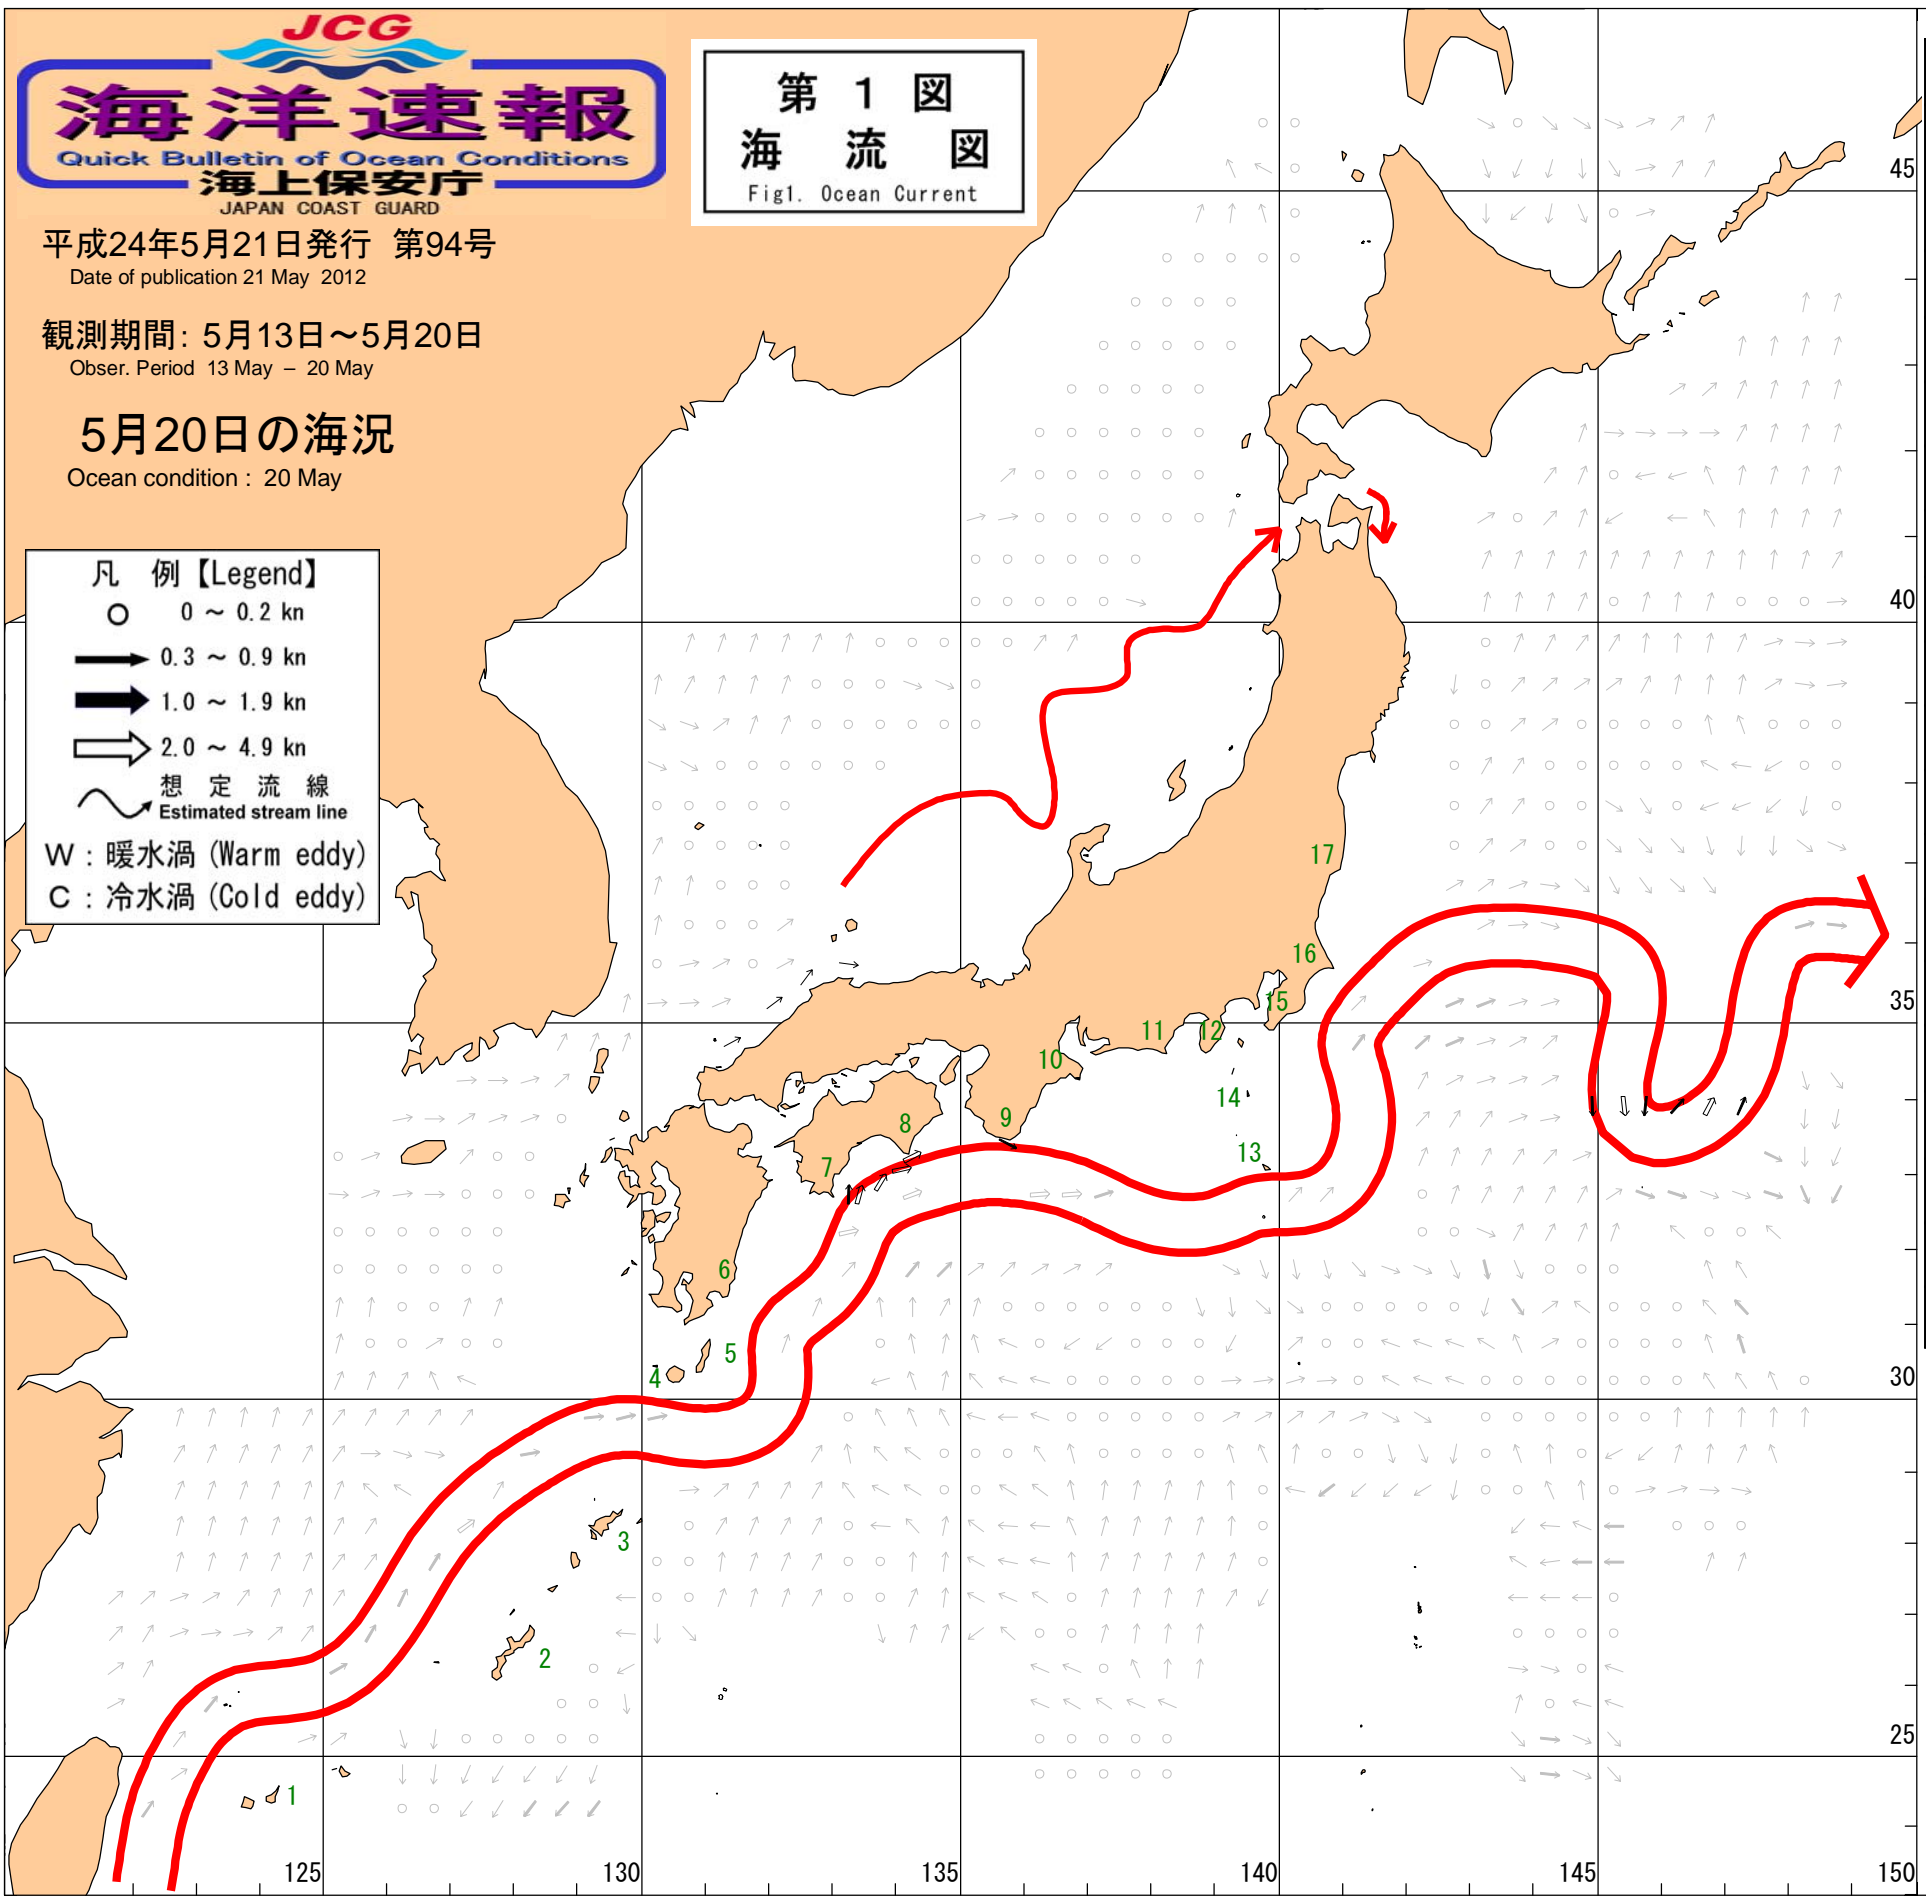 JCG
海洋速報
Quick Bulletin of Ocean Conditions
海上保安庁
JAPAN COAST GUARD
第 1 図
海 流 図
Fig1. Ocean Current
平成24年5月21日発行 第94号
Date of publication 21 May 2012
観測期間: 5月13日～5月20日
Obser. Period 13 May – 20 May
5月20日の海況
Ocean condition : 20 May
凡 例【Legend】
0 ～ 0.2 kn
0.3 ～ 0.9 kn
1.0 ～ 1.9 kn
2.0 ～ 4.9 kn
想 定 流 線
Estimated stream line
W : 暖水渦 (Warm eddy)
C : 冷水渦 (Cold eddy)
45
40
35
30
25
17
16
15
12
11
10
14
13
9
8
7
6
5
4
3
2
1
125
130
135
140
145
150